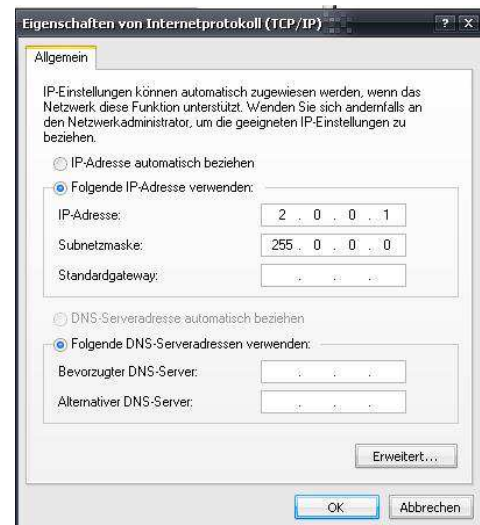 Eigenschaften von Internetprotokoll (TCP/IP)
Allgemein
IP-Einstellungen können automatisch zugewiesen werden, wenn das
Netzwerk diese Funktion unterstützt. Wenden Sie sich andernfalls an
den Netzwerkadministrator, um die geeigneten IP-Einstellungen zu
beziehen.
IP-Adresse automatisch beziehen
Folgende IP-Adresse verwenden:
IP-Adresse: 2 . 0 . 0 . 1
Subnetzmaske: 255 . 0 . 0 . 0
Standardgateway: . . .
DNS-Serveradresse automatisch beziehen
Folgende DNS-Serveradressen verwenden:
Bevorzugter DNS-Server: . . .
Alternativer DNS-Server: . . .
Erweitert...
OK Abbrechen